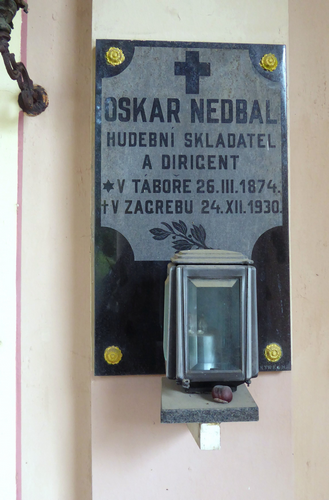 OSKAR NEDBAL
HUDEBNÍ SKLADATEL
A DIRIGENT
✶ V TÁBOŘE 26.III.1874.
† V ZAGREBU 24.XII.1930.